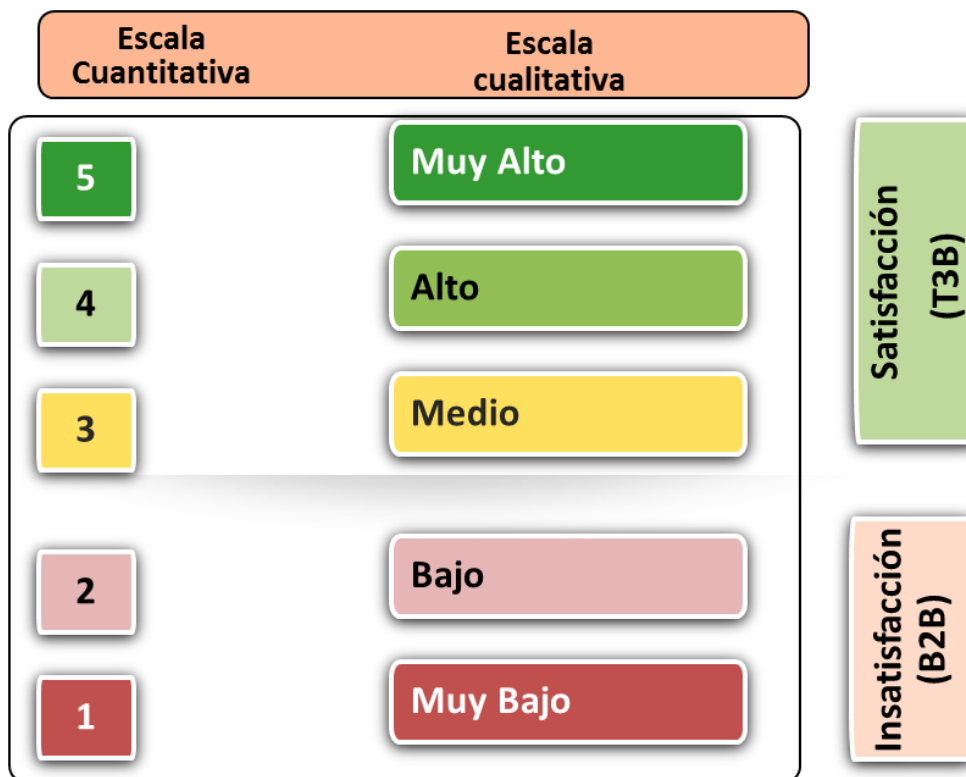 Escala
Cuantitativa
Escala
cualitativa
5
Muy Alto
4
Alto
3
Medio
2
Bajo
1
Muy Bajo
Satisfacción
(T3B)
Insatisfacción
(B2B)